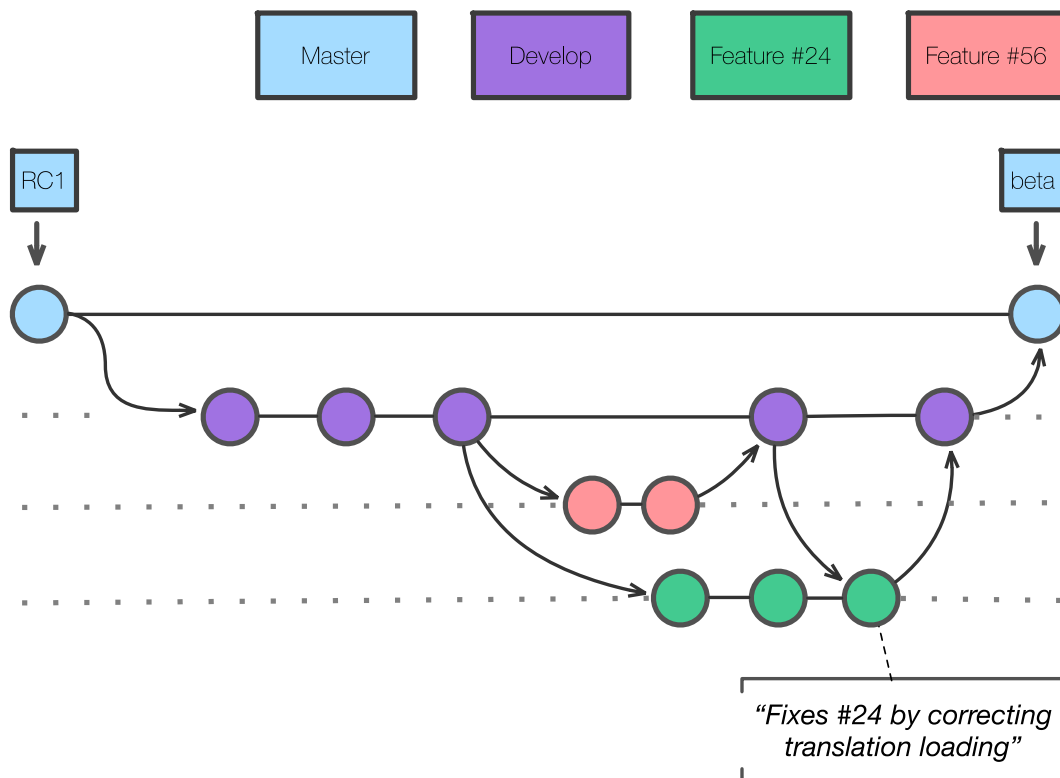 Master
Develop
Feature #24
Feature #56
RC1
beta
“Fixes #24 by correcting
translation loading”